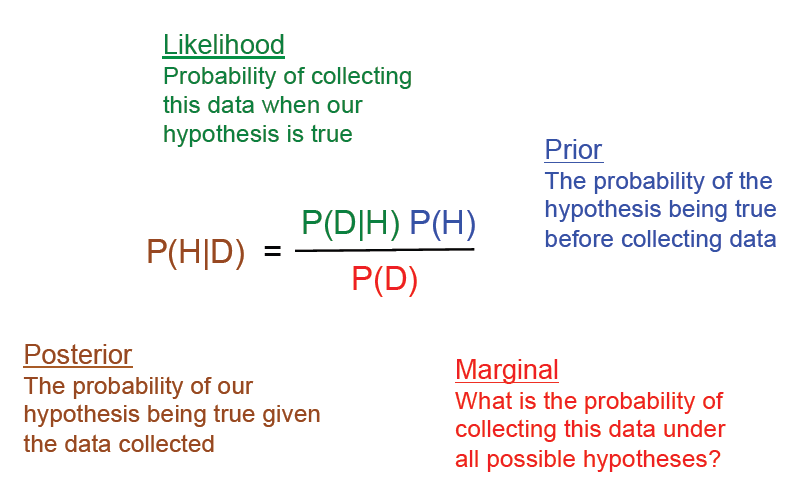 Likelihood
Probability of collecting
this data when our
hypothesis is true
Prior
The probability of the
hypothesis being true
before collecting data
P(H|D) = P(D|H) P(H)
P(D)
Posterior
The probability of our
hypothesis being true given
the data collected
Marginal
What is the probability of
collecting this data under
all possible hypotheses?